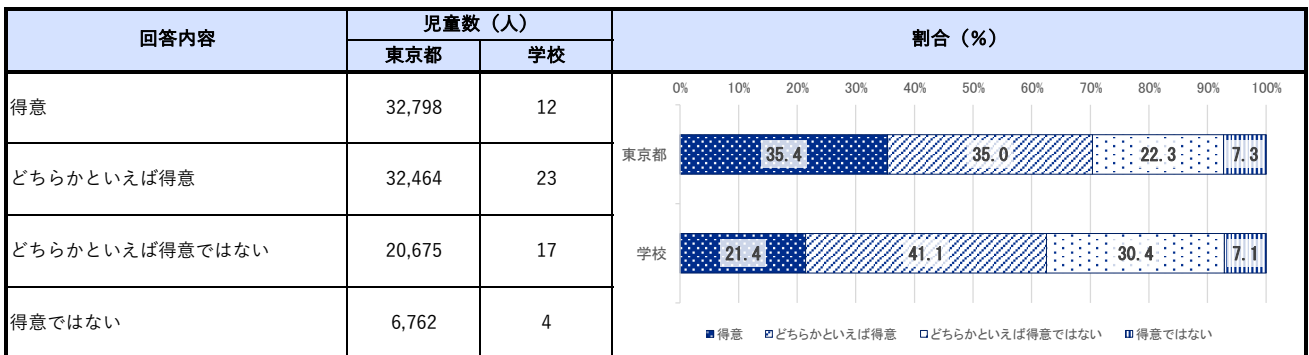 回答内容 児童数（人） 割合（％）
東京都 学校
得意 32,798 12
どちらかといえば得意 32,464 23
どちらかといえば得意ではない 20,675 17
得意ではない 6,762 4
0% 10% 20% 30% 40% 50% 60% 70% 80% 90% 100%
東京都 35.4 35.0 22.3 7.3
学校 21.4 41.1 30.4 7.1
得意 どちらかといえば得意 どちらかといえば得意ではない 得意ではない